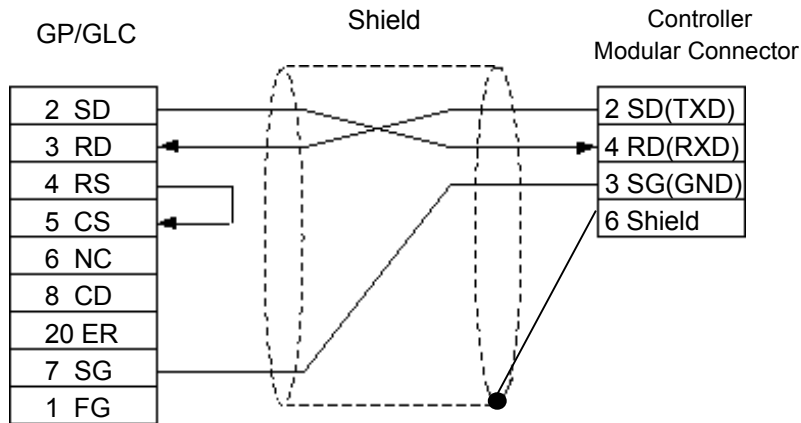 GP/GLC
Shield
Controller
Modular Connector
2 SD
3 RD
4 RS
5 CS
6 NC
8 CD
20 ER
7 SG
1 FG
2 SD(TXD)
4 RD(RXD)
3 SG(GND)
6 Shield